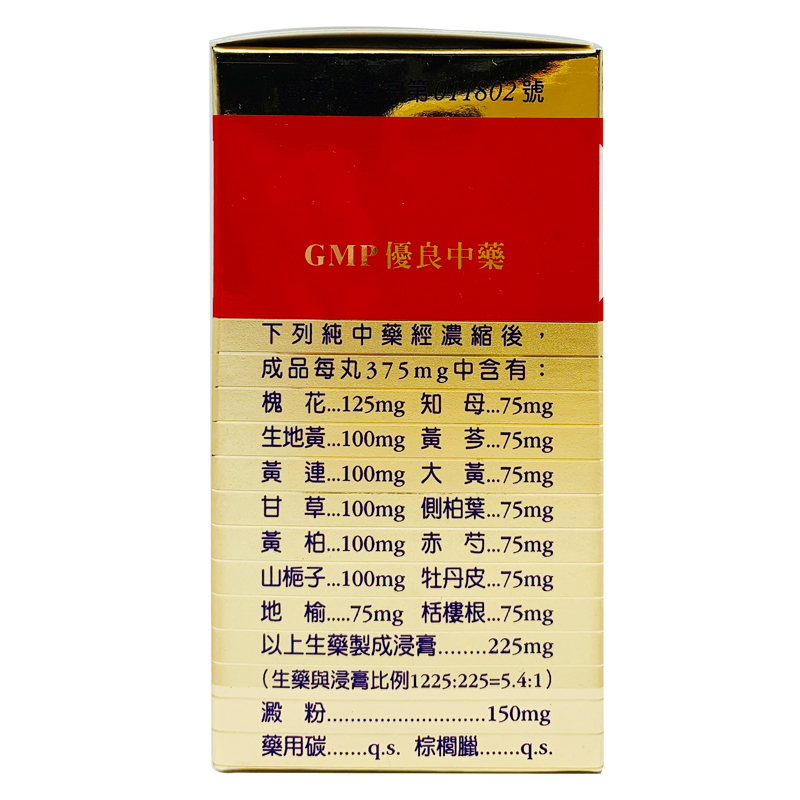 第011802號
GMP優良中藥
下列純中藥經濃縮後，
成品每丸375mg中含有：
槐　花...125mg 知　母...75mg
生地黃...100mg 黃　芩...75mg
黃　連...100mg 大　黃...75mg
甘　草...100mg 側柏葉...75mg
黃　柏...100mg 赤　芍...75mg
山梔子...100mg 牡丹皮...75mg
地　榆.....75mg 栝樓根...75mg
以上生藥製成浸膏........225mg
（生藥與浸膏比例1225:225=5.4:1）
澱　粉..........................150mg
藥用碳.......q.s. 棕櫚臘.......q.s.